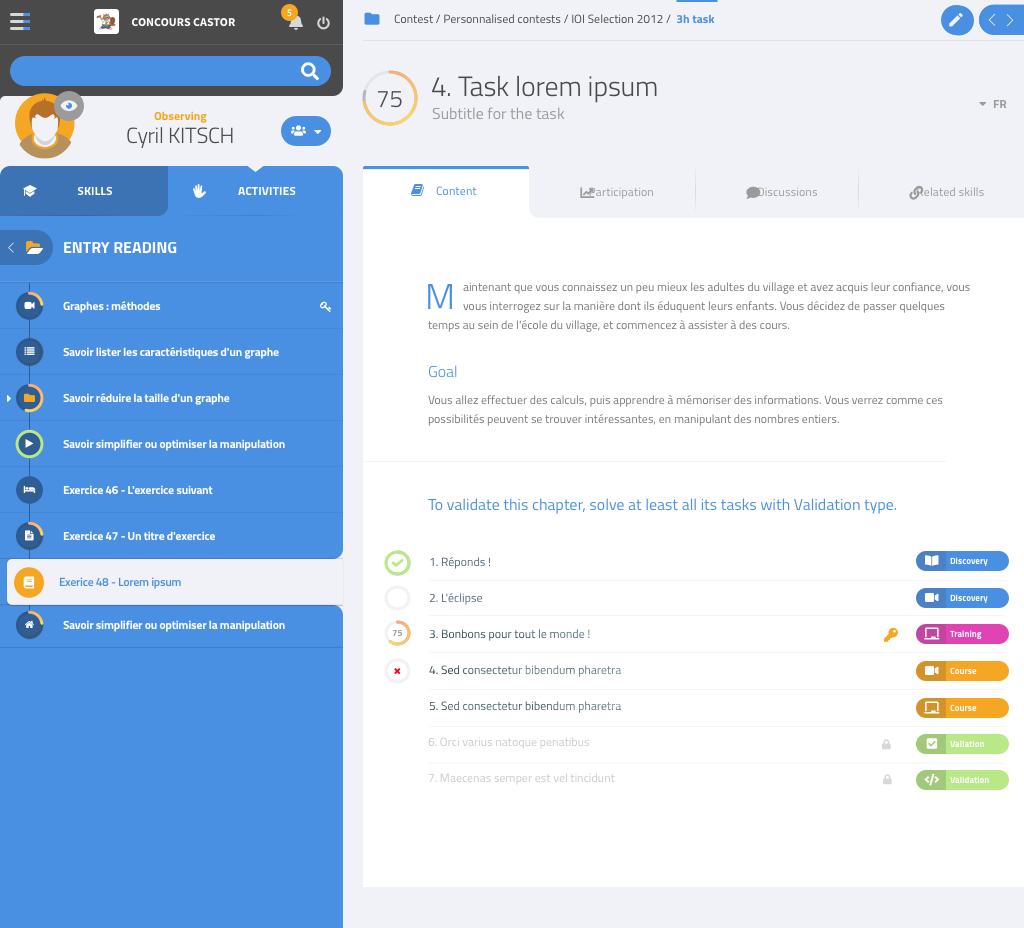 CONCOURS CASTOR
5
Observing
Cyril KITSCH
SKILLS
ACTIVITIES
ENTRY READING
Graphes : méthodes
Savoir lister les caractéristiques d'un graphe
Savoir réduire la taille d'un graphe
Savoir simplifier ou optimiser la manipulation
Exercice 46 - L'exercice suivant
Exercice 47 - Un titre d'exercice
Exerice 48 - Lorem ipsum
Savoir simplifier ou optimiser la manipulation
Contest / Personnalised contests / IOI Selection 2012 / 3h task
75
4. Task lorem ipsum
Subtitle for the task
FR
Content
articipation
Discussions
elated skills
Maintenant que vous connaissez un peu mieux les adultes du village et avez acquis leur confiance, vous
vous interrogez sur la manière dont ils éduquent leurs enfants. Vous décidez de passer quelques
temps au sein de l'école du village, et commencez à assister à des cours.
Goal
Vous allez effectuer des calculs, puis apprendre à mémoriser des informations. Vous verrez comme ces
possibilités peuvent se trouver intéressantes, en manipulant des nombres entiers.
To validate this chapter, solve at least all its tasks with Validation type.
1. Réponds !
Discovery
2. L'éclipse
Discovery
75
3. Bonbons pour tout le monde !
Training
4. Sed consectetur bibendum pharetra
Course
5. Sed consectetur bibendum pharetra
Course
6. Orci varius natoque penatibus
Valiation
7. Maecenas semper est vel tincidunt
Validation